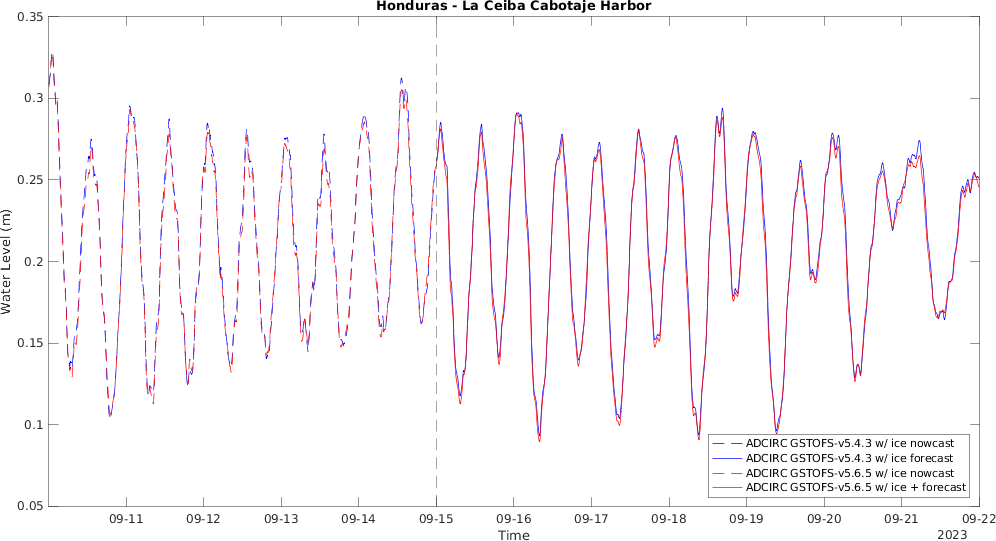 Honduras - La Ceiba Cabotaje Harbor
0.35
0.3
0.25
0.2
0.15
0.1
0.05
Water Level (m)
ADCIRC GSTOFS-v5.4.3 w/ ice nowcast
ADCIRC GSTOFS-v5.4.3 w/ ice forecast
ADCIRC GSTOFS-v5.6.5 w/ ice nowcast
ADCIRC GSTOFS-v5.6.5 w/ ice + forecast
09-11 09-12 09-13 09-14 09-15 09-16 09-17 09-18 09-19 09-20 09-21 09-22
Time
2023